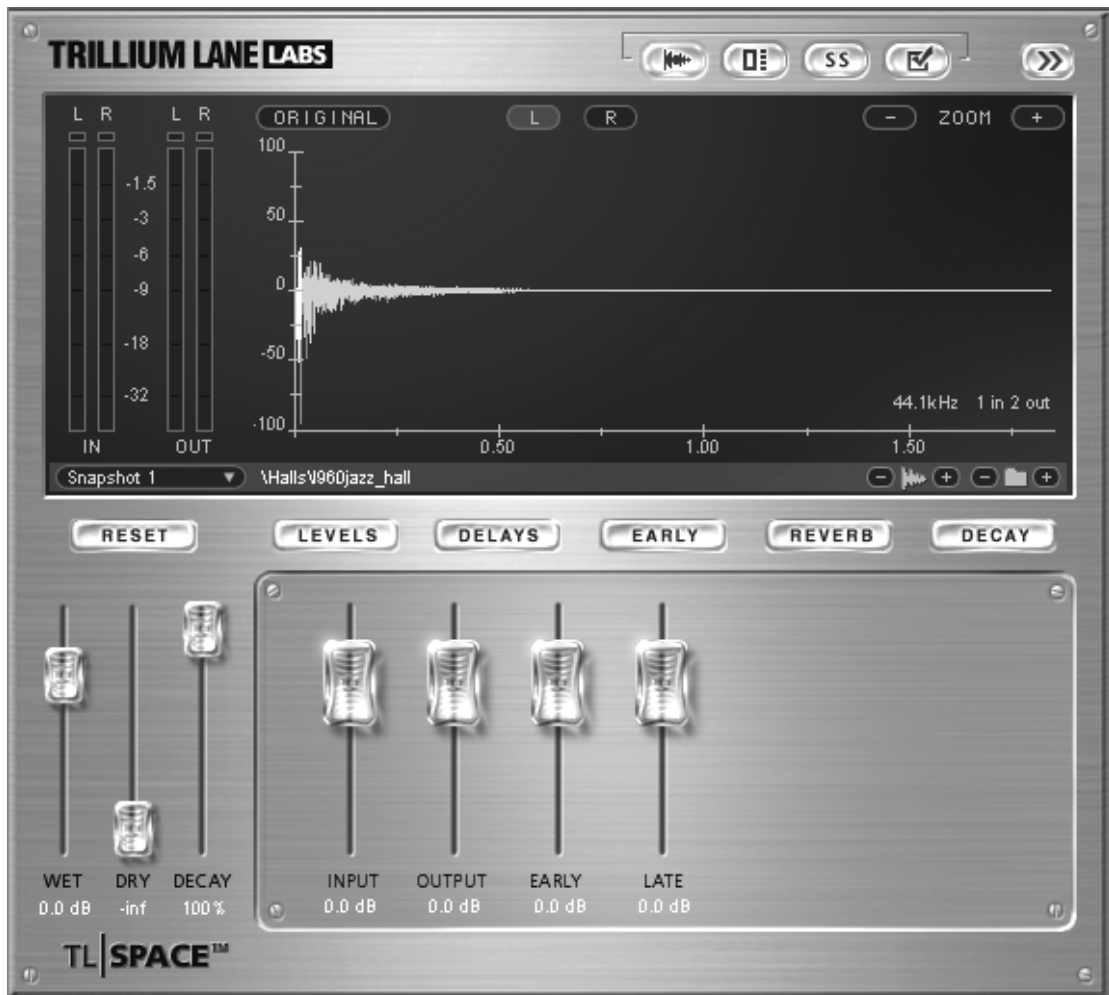 TRILLIUM LANE LABS
SS
L R L R
ORIGINAL L R - ZOOM +
100
50
0
-50
-100
-1.5
-3
-6
-9
-18
-32
44.1kHz 1 in 2 out
IN OUT
0.50 1.00 1.50
Snapshot 1 \Halls\l960jazz_hall - + - +
RESET LEVELS DELAYS EARLY REVERB DECAY
WET DRY DECAY INPUT OUTPUT EARLY LATE
0.0 dB -inf 100% 0.0 dB 0.0 dB 0.0 dB 0.0 dB
TL|SPACE™